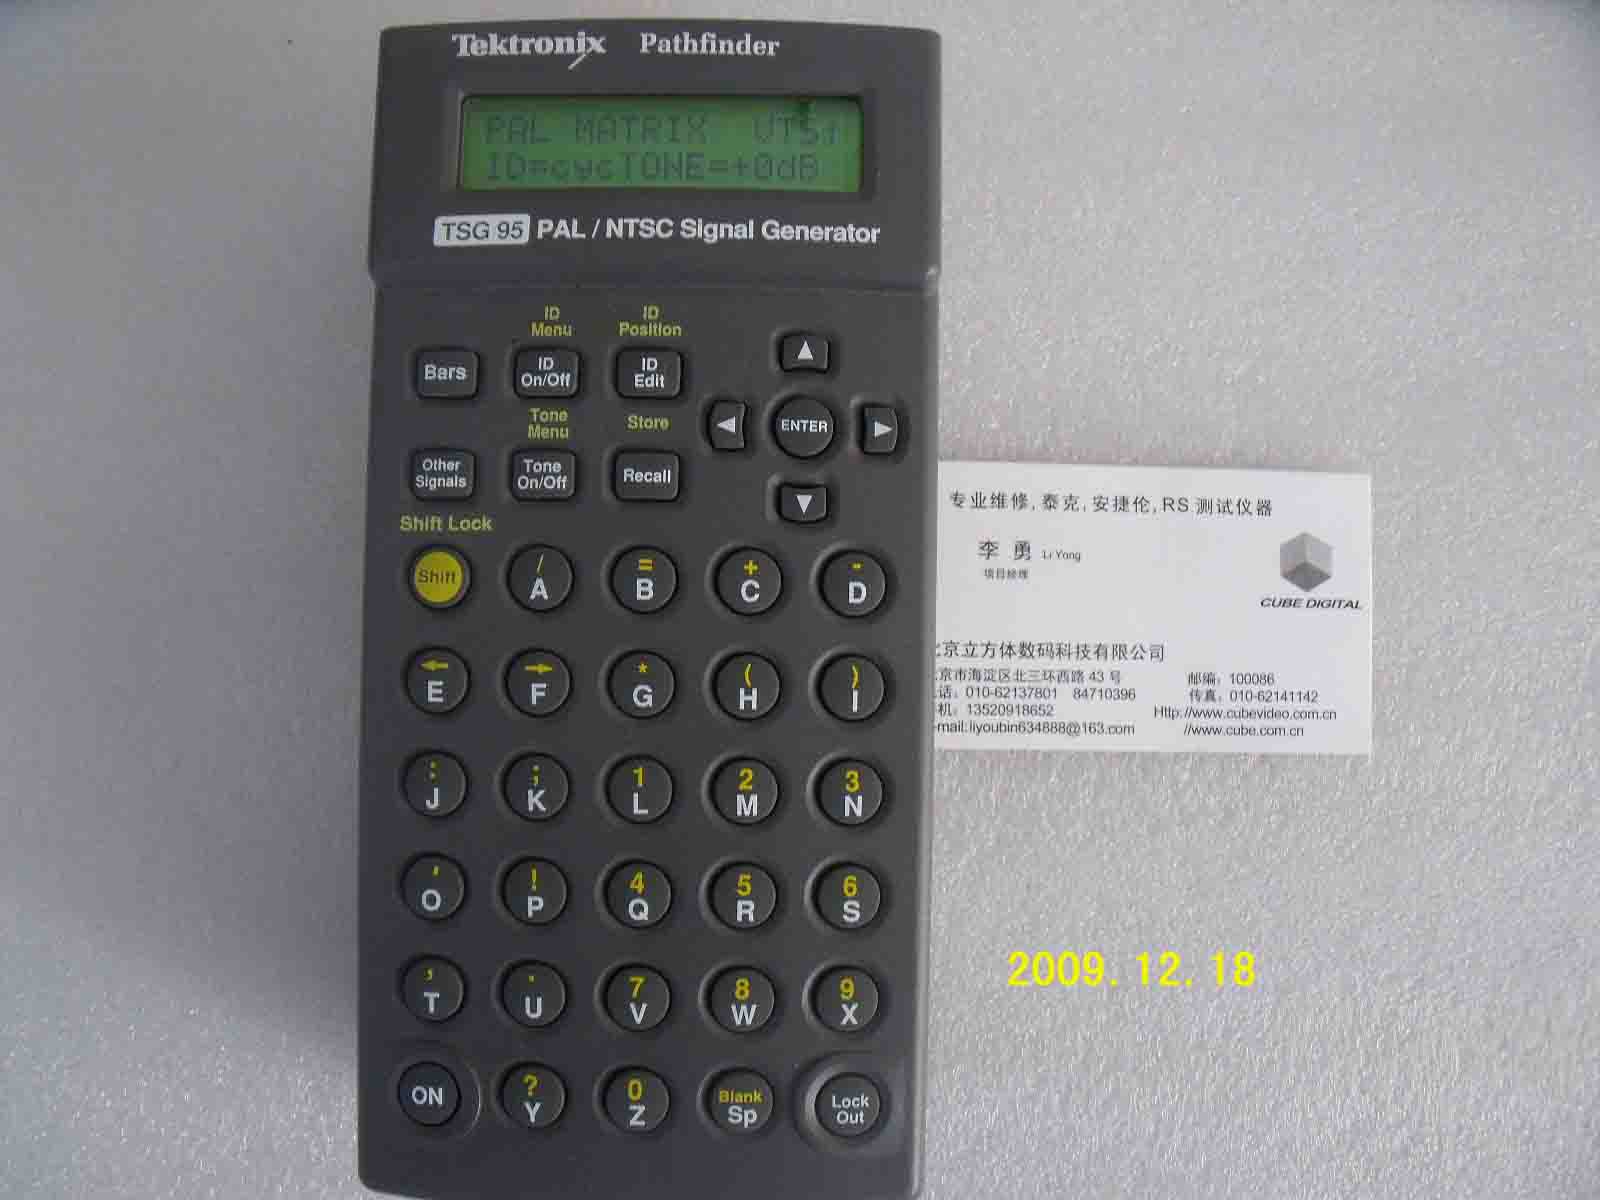 Tektronix Pathfinder
PAL MATRIX
ID=cycTONE=+0dB
TSG 95 PAL / NTSC Signal Generator
ID Menu
ID Position
Bars
ID On/Off
ID Edit
▲
Tone Menu
Store
◀
ENTER
▶
Other Signals
Tone On/Off
Recall
▼
Shift Lock
Shift
/ A
= B
+ C
- D
← E
→ F
* G
( H
) I
: J
; K
1 L
2 M
3 N
' O
! P
4 Q
5 R
6 S
, T
. U
7 V
8 W
9 X
ON
? Y
0 Z
Blank Sp
Lock Out
专业维修,泰克,安捷伦,RS 测试仪器
李 勇 Li Yong
项目经理
CUBE DIGITAL
京立方体数码科技有限公司
京市海淀区北三环西路 43 号 邮编：100086
话：010-62137801 84710396 传真：010-62141142
机：13520918652 Http://www.cubevideo.com.cn
mail:liyoubin634888@163.com //www.cube.com.cn
2009.12.18